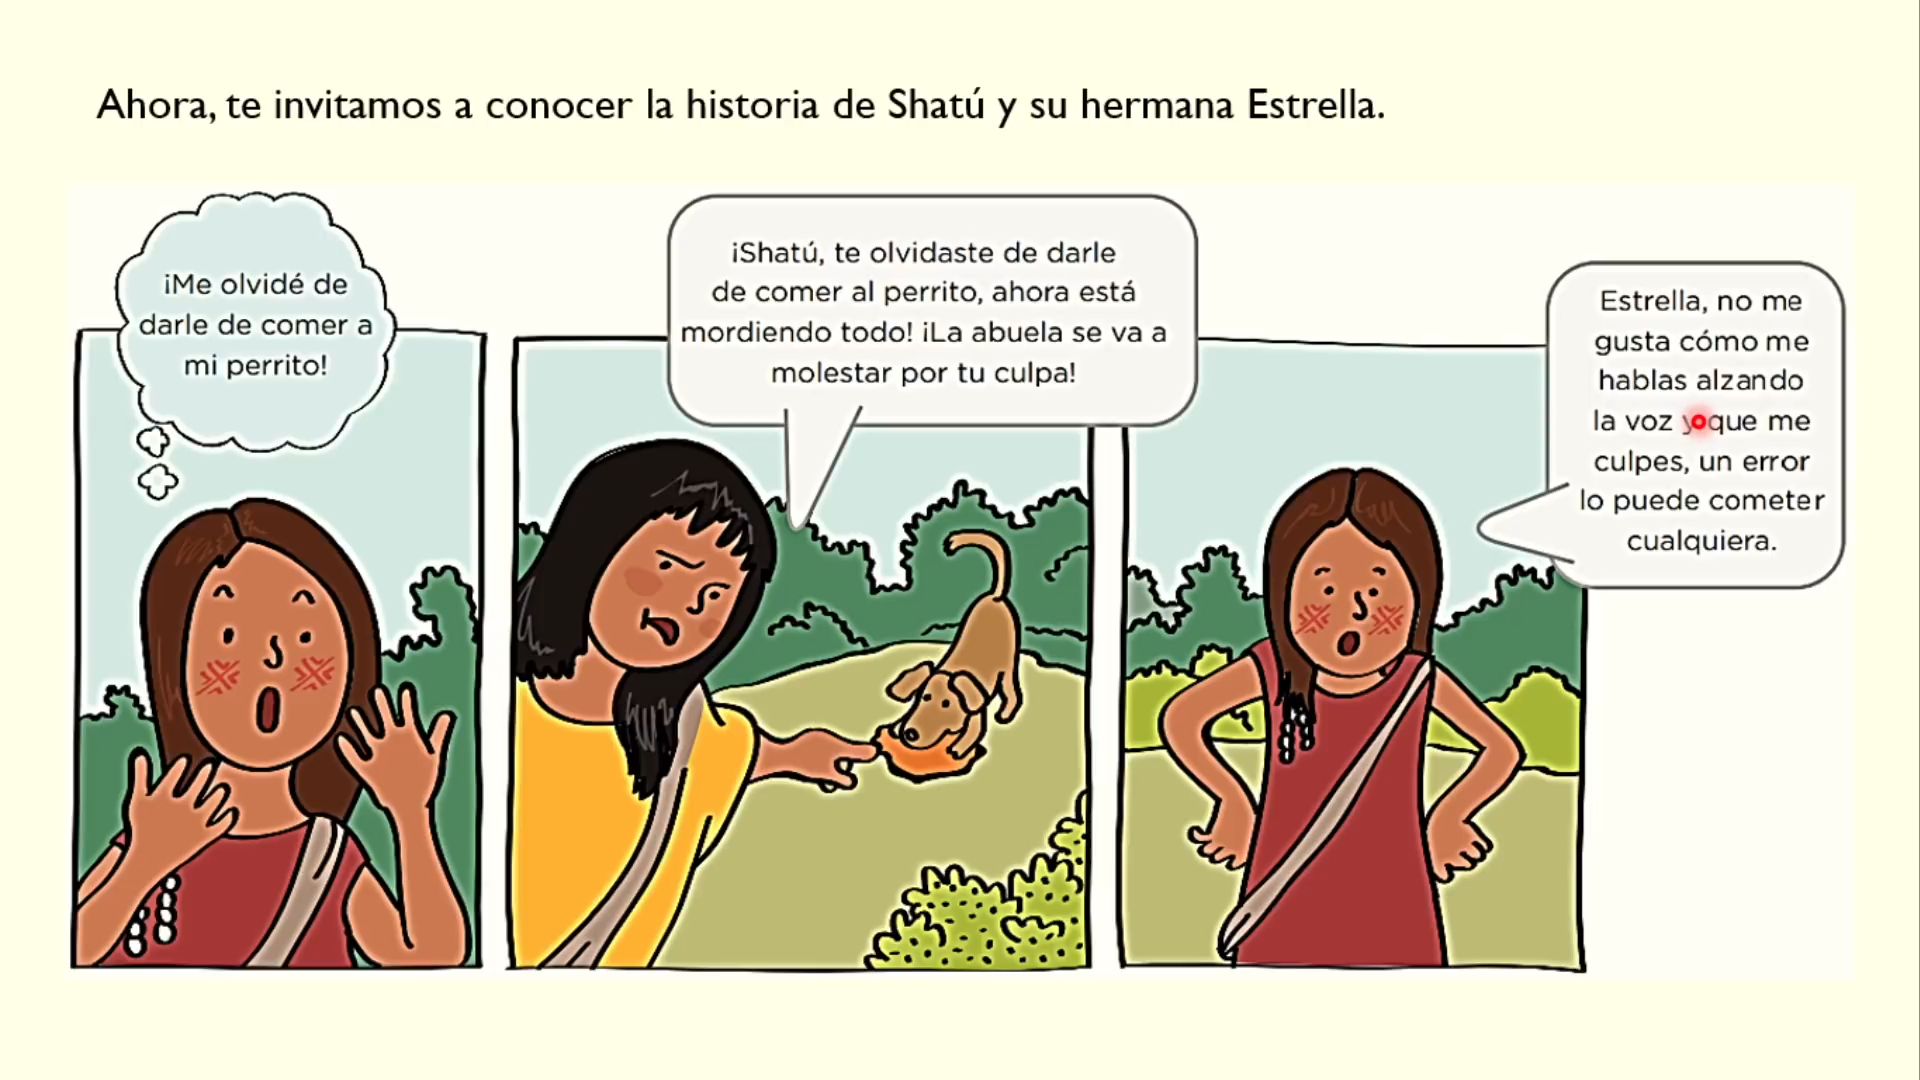 Ahora, te invitamos a conocer la historia de Shatú y su hermana Estrella.
¡Me olvidé de
darle de comer a
mi perrito!
¡Shatú, te olvidaste de darle
de comer al perrito, ahora está
mordiendo todo! ¡La abuela se va a
molestar por tu culpa!
Estrella, no me
gusta cómo me
hablas alzando
la voz y que me
culpes, un error
lo puede cometer
cualquiera.